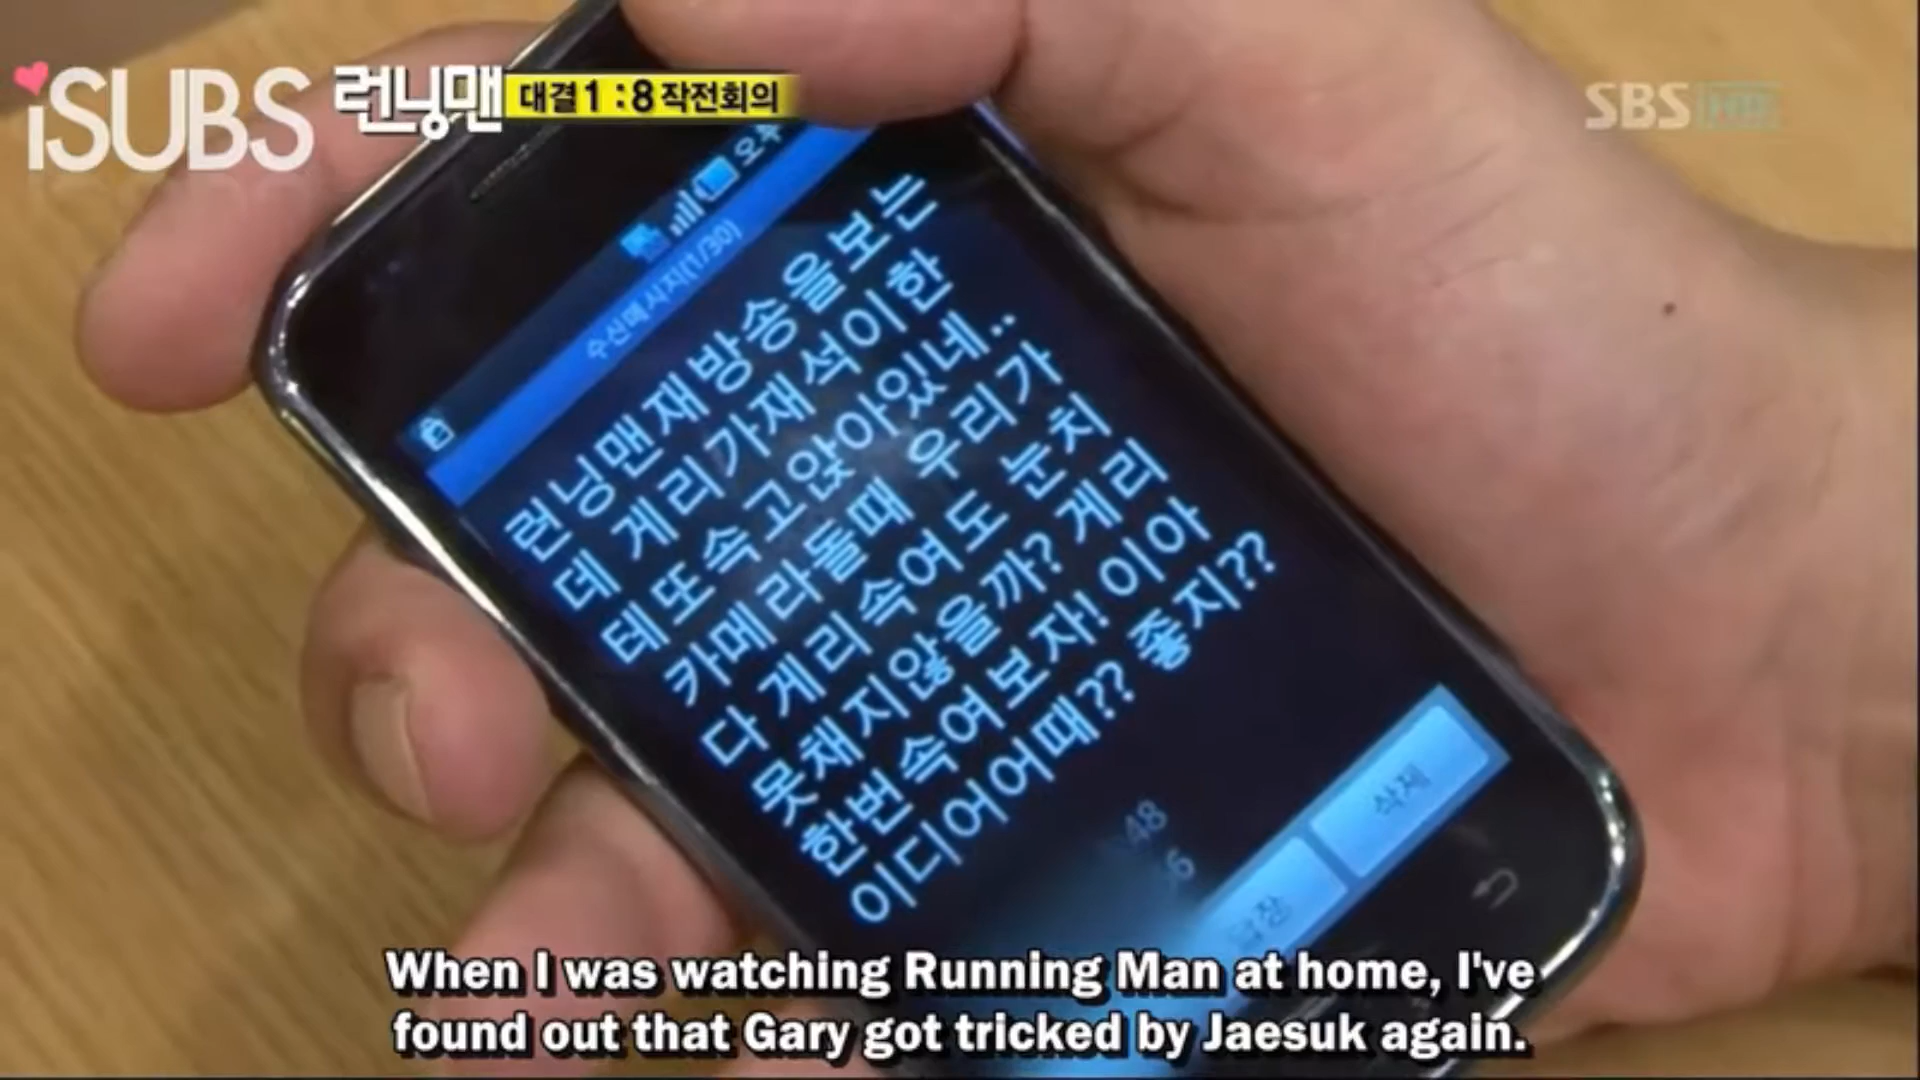 iSUBS
런닝맨
대결1:8작전회의
SBS HD
오후
수신메시지(1/30)
런닝맨재방송을보는
데 게리가재석이한
테또속고앉아있네..
카메라돌때 우리가
다 게리속여도 눈치
못채지않을까? 게리
한번속여보자! 이아
이디어어때?? 좋지??
48
6
삭제
When I was watching Running Man at home, I've
found out that Gary got tricked by Jaesuk again.